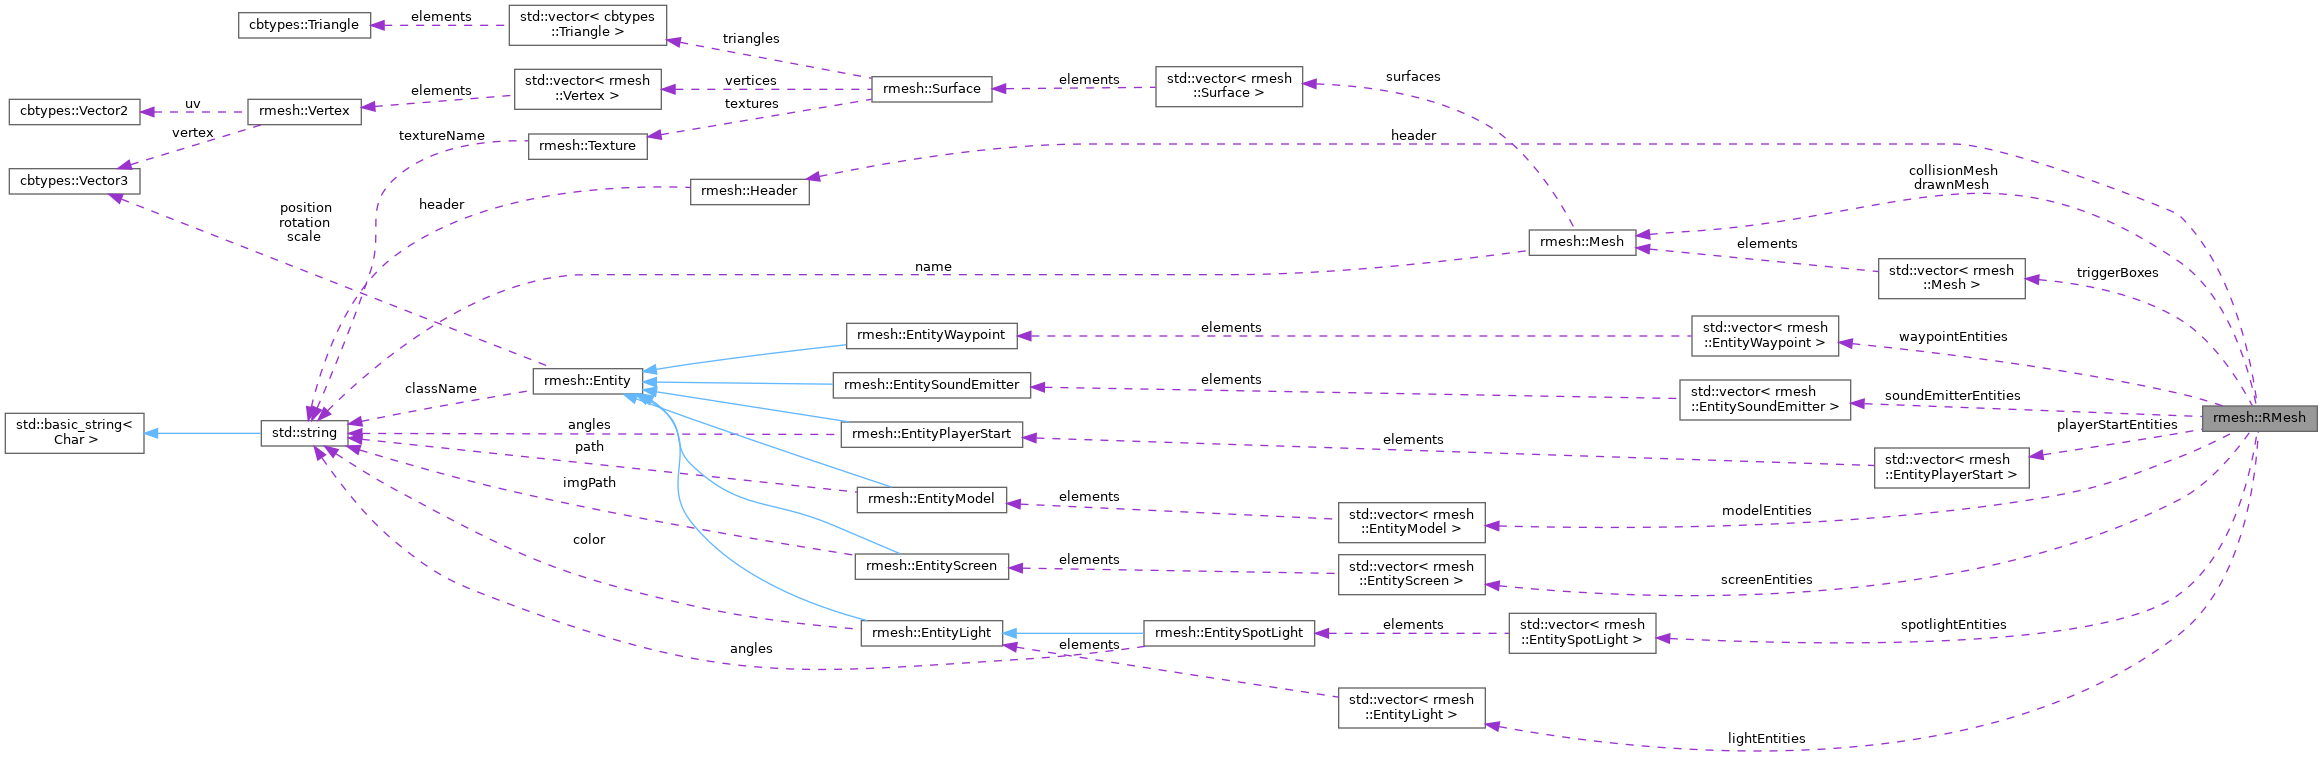 cbtypes::Triangle
elements
std::vector< cbtypes
::Triangle >
triangles
cbtypes::Vector2
uv
rmesh::Vertex
elements
std::vector< rmesh
::Vertex >
vertices
rmesh::Surface
elements
std::vector< rmesh
::Surface >
surfaces
vertex
textureName
rmesh::Texture
textures
cbtypes::Vector3
header
rmesh::Header
header
position
rotation
scale
name
rmesh::Mesh
collisionMesh
drawnMesh
elements
std::vector< rmesh
::Mesh >
triggerBoxes
rmesh::EntityWaypoint
elements
std::vector< rmesh
::EntityWaypoint >
waypointEntities
rmesh::Entity
className
rmesh::EntitySoundEmitter
elements
std::vector< rmesh
::EntitySoundEmitter >
soundEmitterEntities
rmesh::RMesh
std::basic_string<
Char >
std::string
angles
rmesh::EntityPlayerStart
elements
std::vector< rmesh
::EntityPlayerStart >
playerStartEntities
path
rmesh::EntityModel
elements
std::vector< rmesh
::EntityModel >
modelEntities
imgPath
rmesh::EntityScreen
elements
std::vector< rmesh
::EntityScreen >
screenEntities
color
rmesh::EntityLight
rmesh::EntitySpotLight
elements
std::vector< rmesh
::EntitySpotLight >
spotlightEntities
angles
elements
std::vector< rmesh
::EntityLight >
lightEntities